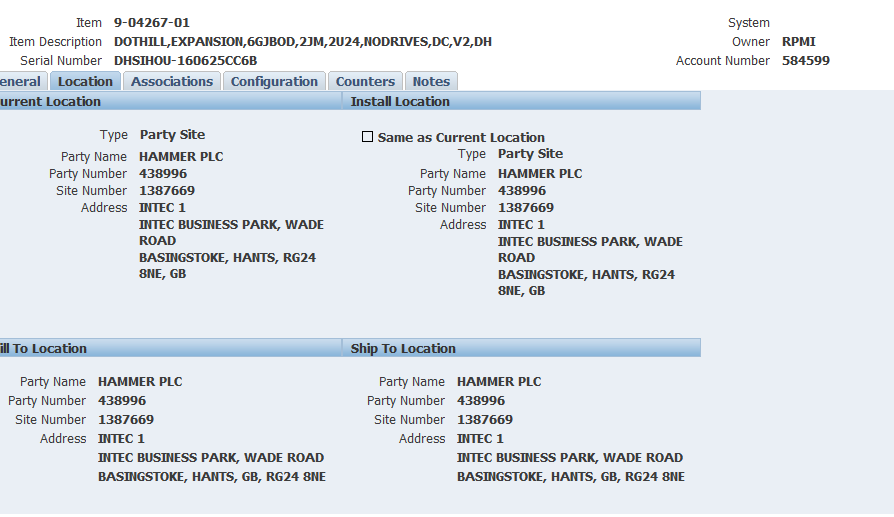 Item 9-04267-01 System
Item Description DOTHILL,EXPANSION,6GJBOD,2JM,2U24,NODRIVES,DC,V2,DH Owner RPMI
Serial Number DHSIHOU-160625CC6B Account Number 584599
eneral Location Associations Configuration Counters Notes
urrent Location
Type Party Site
Party Name HAMMER PLC
Party Number 438996
Site Number 1387669
Address INTEC 1
INTEC BUSINESS PARK, WADE
ROAD
BASINGSTOKE, HANTS, RG24
8NE, GB
Install Location
Same as Current Location
Type Party Site
Party Name HAMMER PLC
Party Number 438996
Site Number 1387669
Address INTEC 1
INTEC BUSINESS PARK, WADE
ROAD
BASINGSTOKE, HANTS, RG24
8NE, GB
ill To Location
Party Name HAMMER PLC
Party Number 438996
Site Number 1387669
Address INTEC 1
INTEC BUSINESS PARK, WADE ROAD
BASINGSTOKE, HANTS, GB, RG24 8NE
Ship To Location
Party Name HAMMER PLC
Party Number 438996
Site Number 1387669
Address INTEC 1
INTEC BUSINESS PARK, WADE ROAD
BASINGSTOKE, HANTS, GB, RG24 8NE